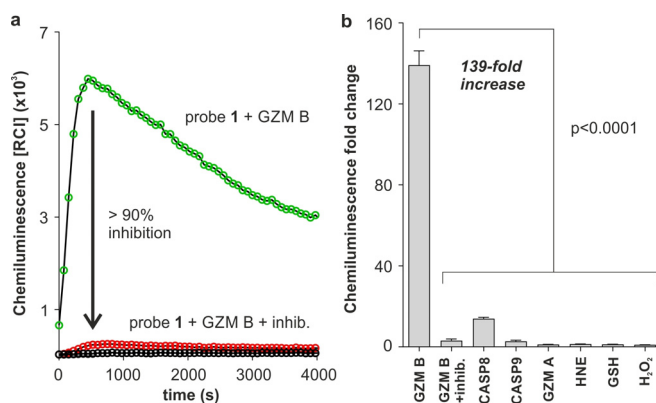 a
Chemiluminescence [RCI] (x10³)
7
5
3
1
probe 1 + GZM B
> 90%
inhibition
probe 1 + GZM B + inhib.
0
1000
2000
3000
4000
time (s)
b
Chemiluminescence fold change
160
120
80
40
0
139-fold
increase
p<0.0001
GZM B
GZM B
+inhib.
CASP8
CASP9
GZM A
HNE
GSH
H₂O₂